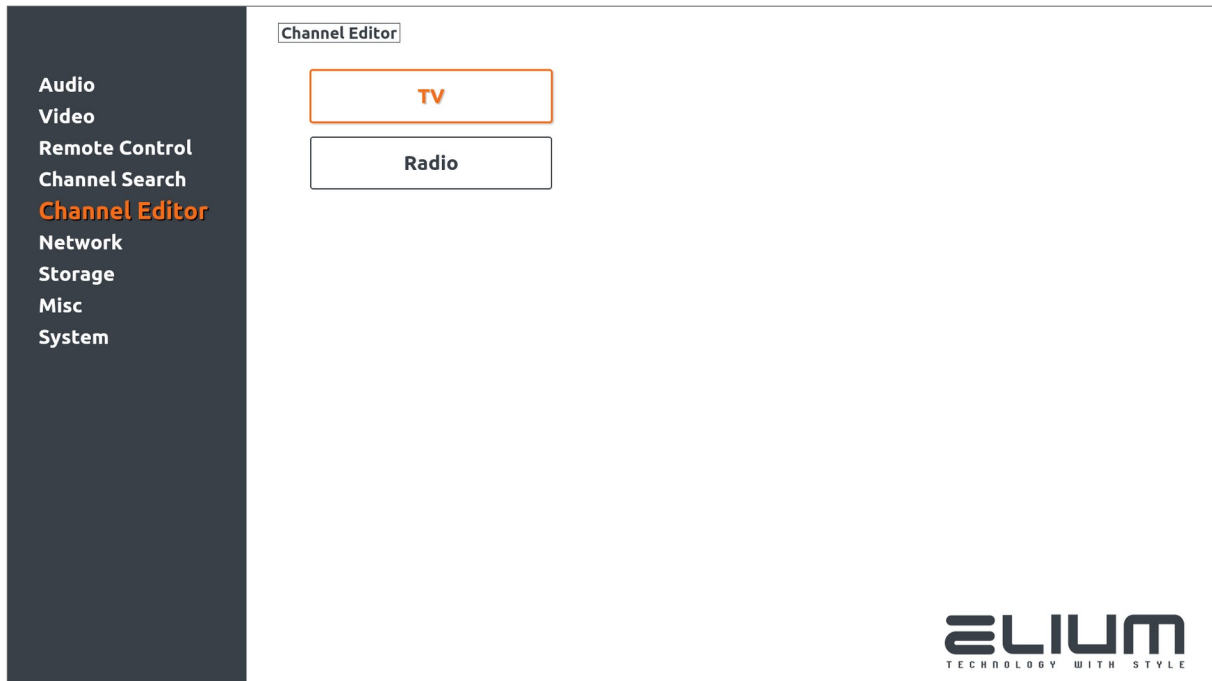 Channel Editor
Audio
Video
Remote Control
Channel Search
Channel Editor
Network
Storage
Misc
System
TV
Radio
ELIUM
TECHNOLOGY WITH STYLE